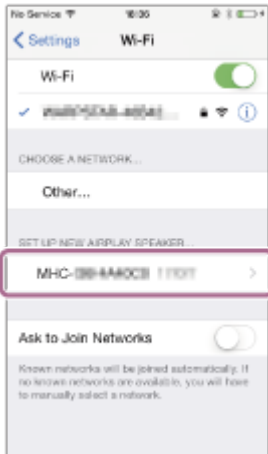 No Service 16:36
Settings Wi-Fi
Wi-Fi
CHOOSE A NETWORK...
Other...
SET UP NEW AIRPLAY SPEAKER...
MHC-
Ask to Join Networks
Known networks will be joined automatically. If
no known networks are available, you will have
to manually select a network.